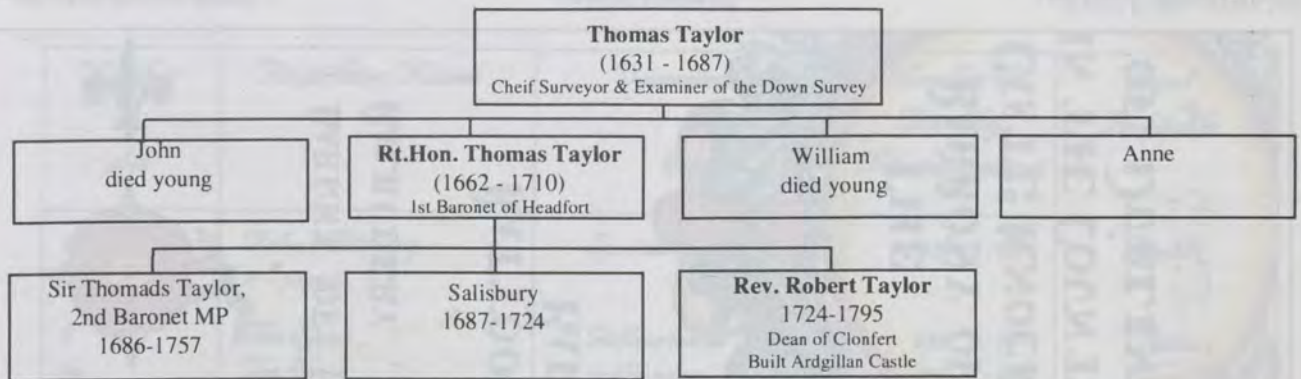 Thomas Taylor
(1631 - 1687)
Cheif Surveyor & Examiner of the Down Survey
John
died young
Rt.Hon. Thomas Taylor
(1662 - 1710)
1st Baronet of Headfort
William
died young
Anne
Sir Thomads Taylor,
2nd Baronet MP
1686-1757
Salisbury
1687-1724
Rev. Robert Taylor
1724-1795
Dean of Clonfert
Built Ardgillan Castle